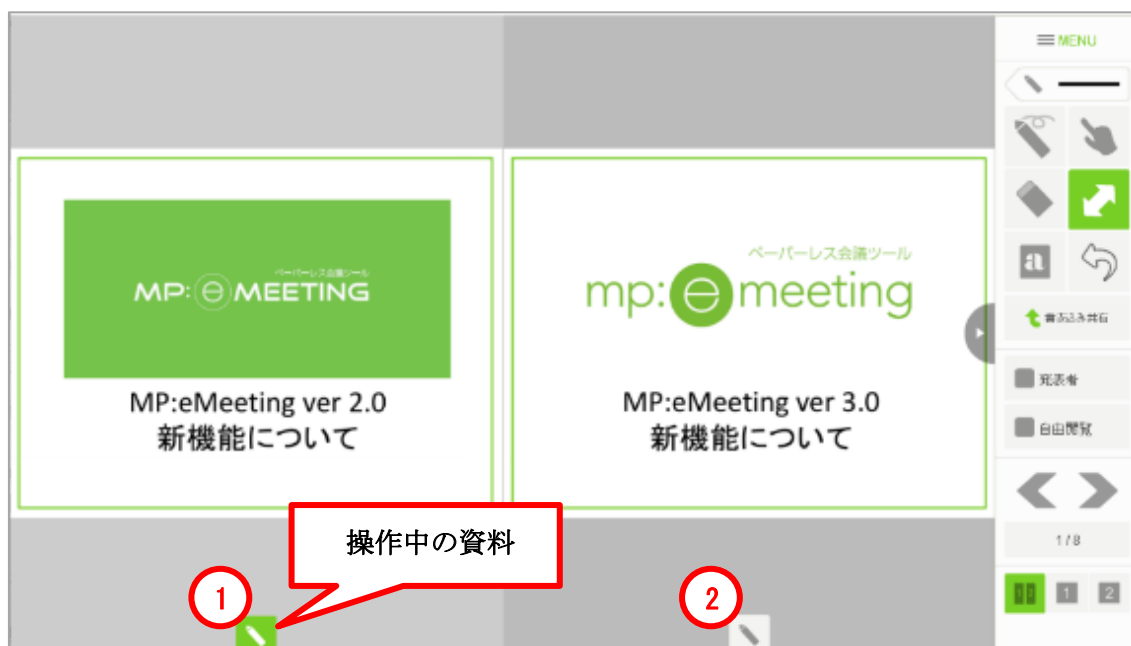 MENU
ペーパーレス会議ツール
MP:eMEETING
MP:eMeeting ver 2.0
新機能について
ペーパーレス会議ツール
mp:emeeting
MP:eMeeting ver 3.0
新機能について
a
書き込み共有
発表者
自由閲覧
1/8
1 2
1
2
操作中の資料
1
2